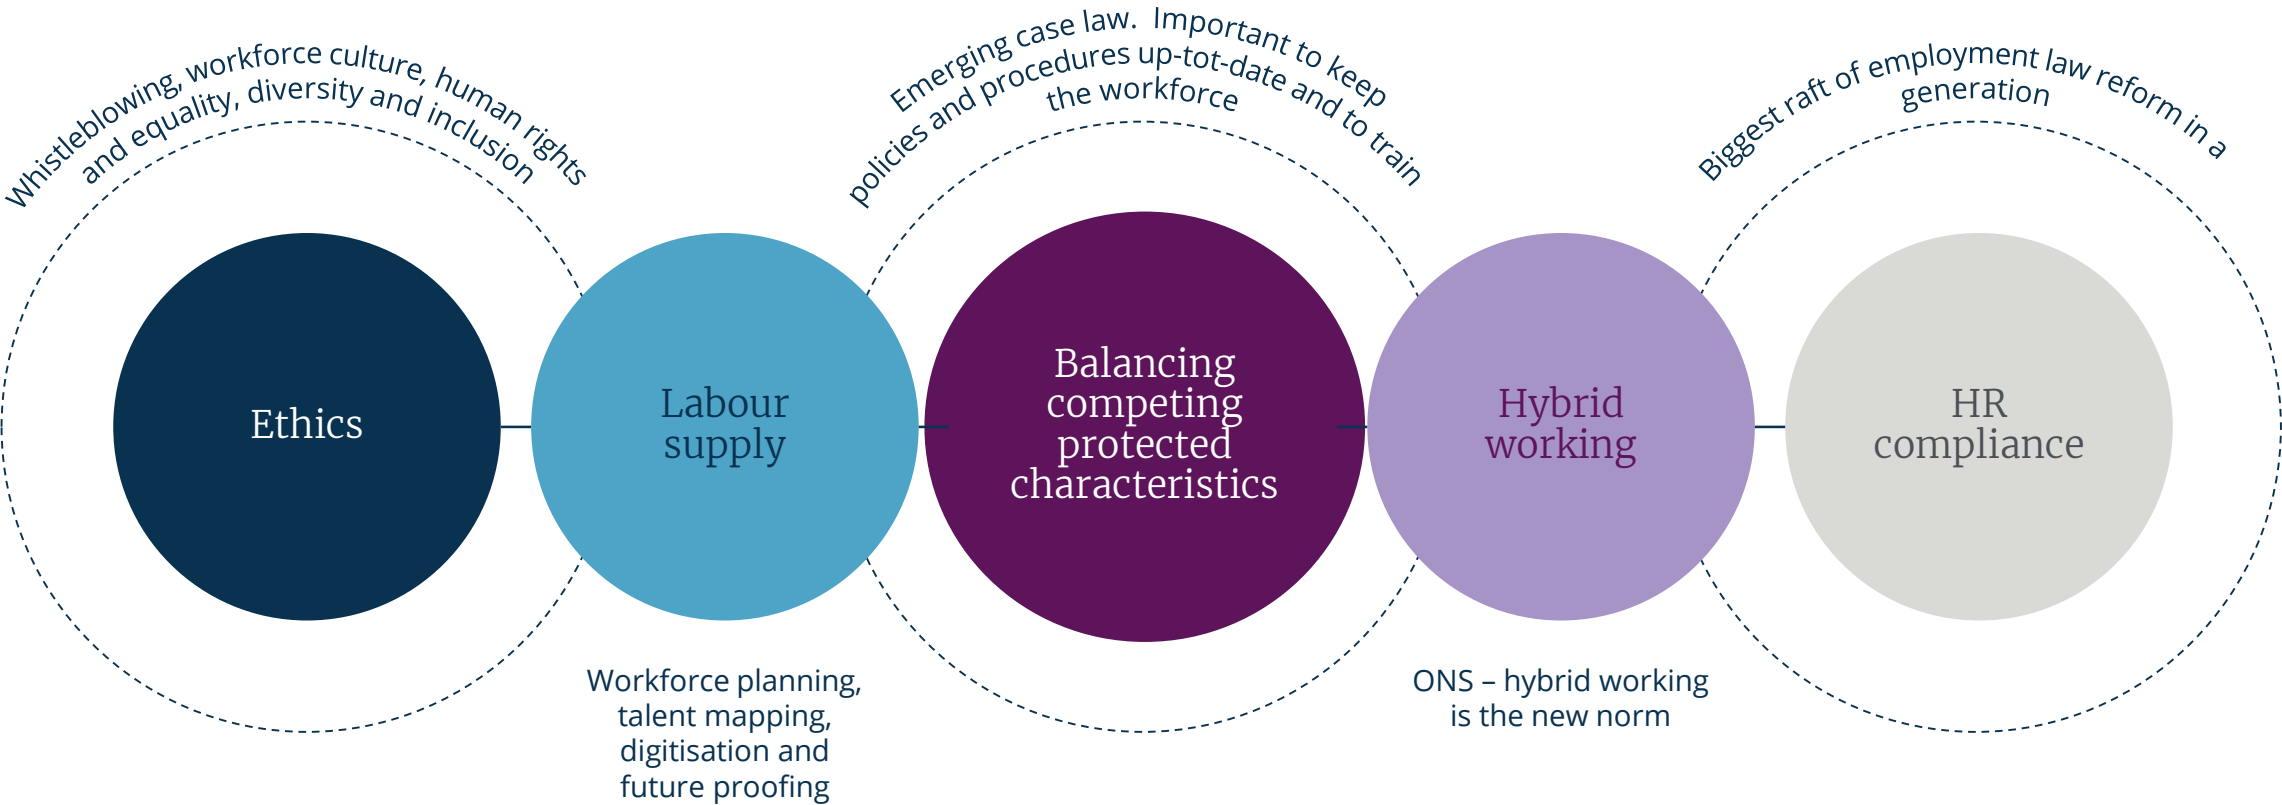 Whistleblowing, workforce culture, human rights
and equality, diversity and inclusion
Ethics
Labour
supply
Workforce planning,
talent mapping,
digitisation and
future proofing
Emerging case law.  Important to keep
policies and procedures up-tot-date and to train
the workforce
Balancing
competing
protected
characteristics
Hybrid
working
ONS – hybrid working
is the new norm
Biggest raft of employment law reform in a
generation
HR
compliance